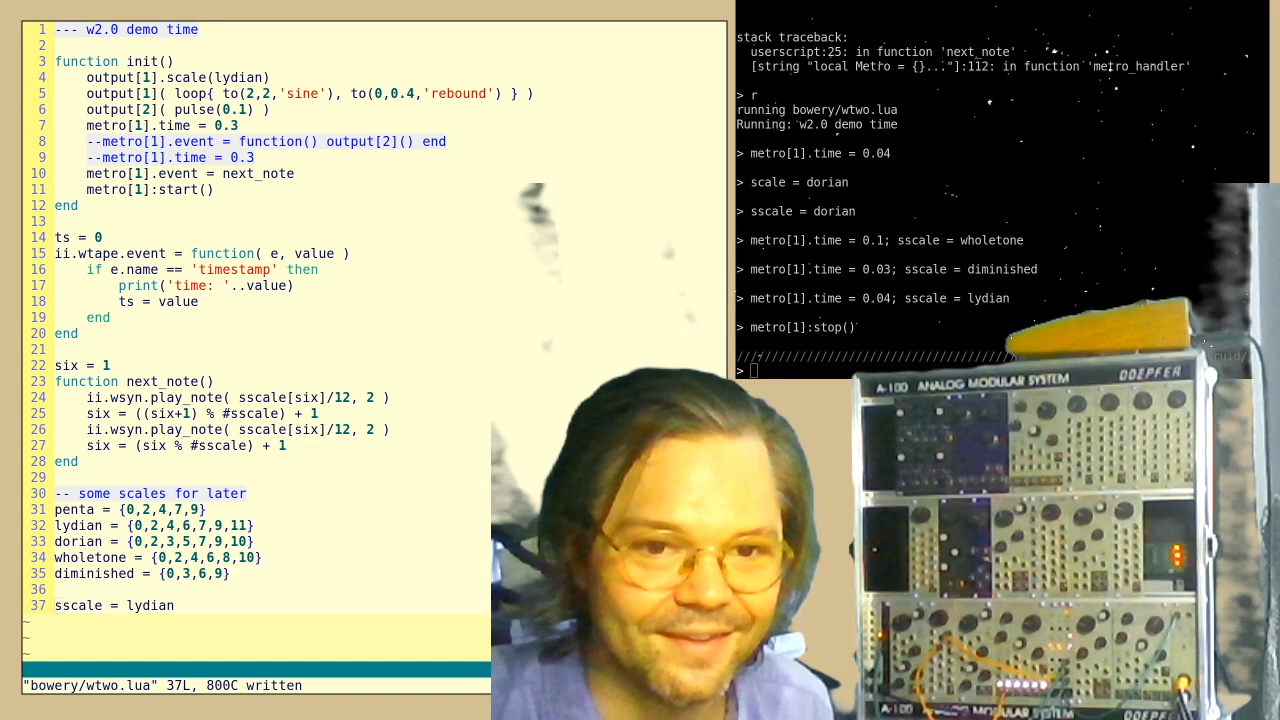 1 --- w2.0 demo time
2
3 function init()
4     output[1].scale(lydian)
5     output[1]( loop{ to(2,2,'sine'), to(0,0.4,'rebound') } )
6     output[2]( pulse(0.1) )
7     metro[1].time = 0.3
8     --metro[1].event = function() output[2]() end
9     --metro[1].time = 0.3
10     metro[1].event = next_note
11     metro[1]:start()
12 end
13
14 ts = 0
15 ii.wtape.event = function( e, value )
16     if e.name == 'timestamp' then
17         print('time: '..value)
18         ts = value
19     end
20 end
21
22 six = 1
23 function next_note()
24     ii.wsyn.play_note( sscale[six]/12, 2 )
25     six = ((six+1) % #sscale) + 1
26     ii.wsyn.play_note( sscale[six]/12, 2 )
27     six = (six % #sscale) + 1
28 end
29
30 -- some scales for later
31 penta = {0,2,4,7,9}
32 lydian = {0,2,4,6,7,9,11}
33 dorian = {0,2,3,5,7,9,10}
34 wholetone = {0,2,4,6,8,10}
35 diminished = {0,3,6,9}
36
37 sscale = lydian
~
~
~
"bowery/wtwo.lua" 37L, 800C written
stack traceback:
  userscript:25: in function 'next_note'
  [string "local Metro = {}..."]:112: in function 'metro_handler'
> r
running bowery/wtwo.lua
Running: w2.0 demo time
> metro[1].time = 0.04
> scale = dorian
> sscale = dorian
> metro[1].time = 0.1; sscale = wholetone
> metro[1].time = 0.03; sscale = diminished
> metro[1].time = 0.04; sscale = lydian
> metro[1]:stop()
>
A-100 ANALOG MODULAR SYSTEM DOEPFER
A-100 ANALOG MODULAR SYSTEM DOEPFER